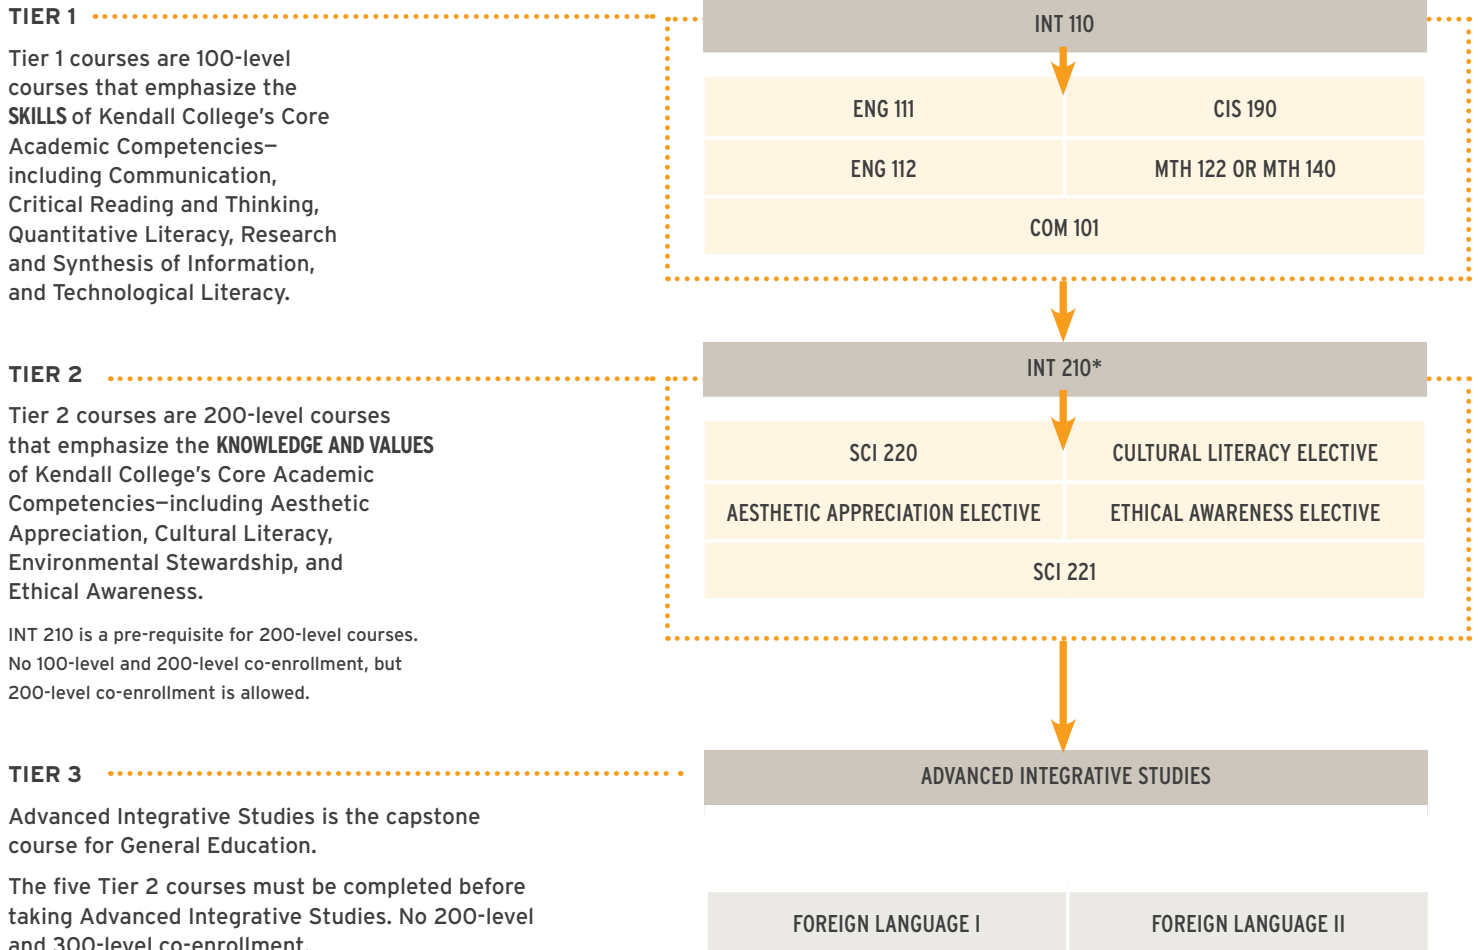 TIER 1
Tier 1 courses are 100-level
courses that emphasize the
SKILLS of Kendall College's Core
Academic Competencies—
including Communication,
Critical Reading and Thinking,
Quantitative Literacy, Research
and Synthesis of Information,
and Technological Literacy.
INT 110
ENG 111
CIS 190
ENG 112
MTH 122 OR MTH 140
COM 101
TIER 2
Tier 2 courses are 200-level courses
that emphasize the KNOWLEDGE AND VALUES
of Kendall College's Core Academic
Competencies—including Aesthetic
Appreciation, Cultural Literacy,
Environmental Stewardship, and
Ethical Awareness.
INT 210 is a pre-requisite for 200-level courses.
No 100-level and 200-level co-enrollment, but
200-level co-enrollment is allowed.
INT 210*
SCI 220
CULTURAL LITERACY ELECTIVE
AESTHETIC APPRECIATION ELECTIVE
ETHICAL AWARENESS ELECTIVE
SCI 221
TIER 3
Advanced Integrative Studies is the capstone
course for General Education.
The five Tier 2 courses must be completed before
taking Advanced Integrative Studies. No 200-level
and 300-level co-enrollment.
ADVANCED INTEGRATIVE STUDIES
FOREIGN LANGUAGE I
FOREIGN LANGUAGE II